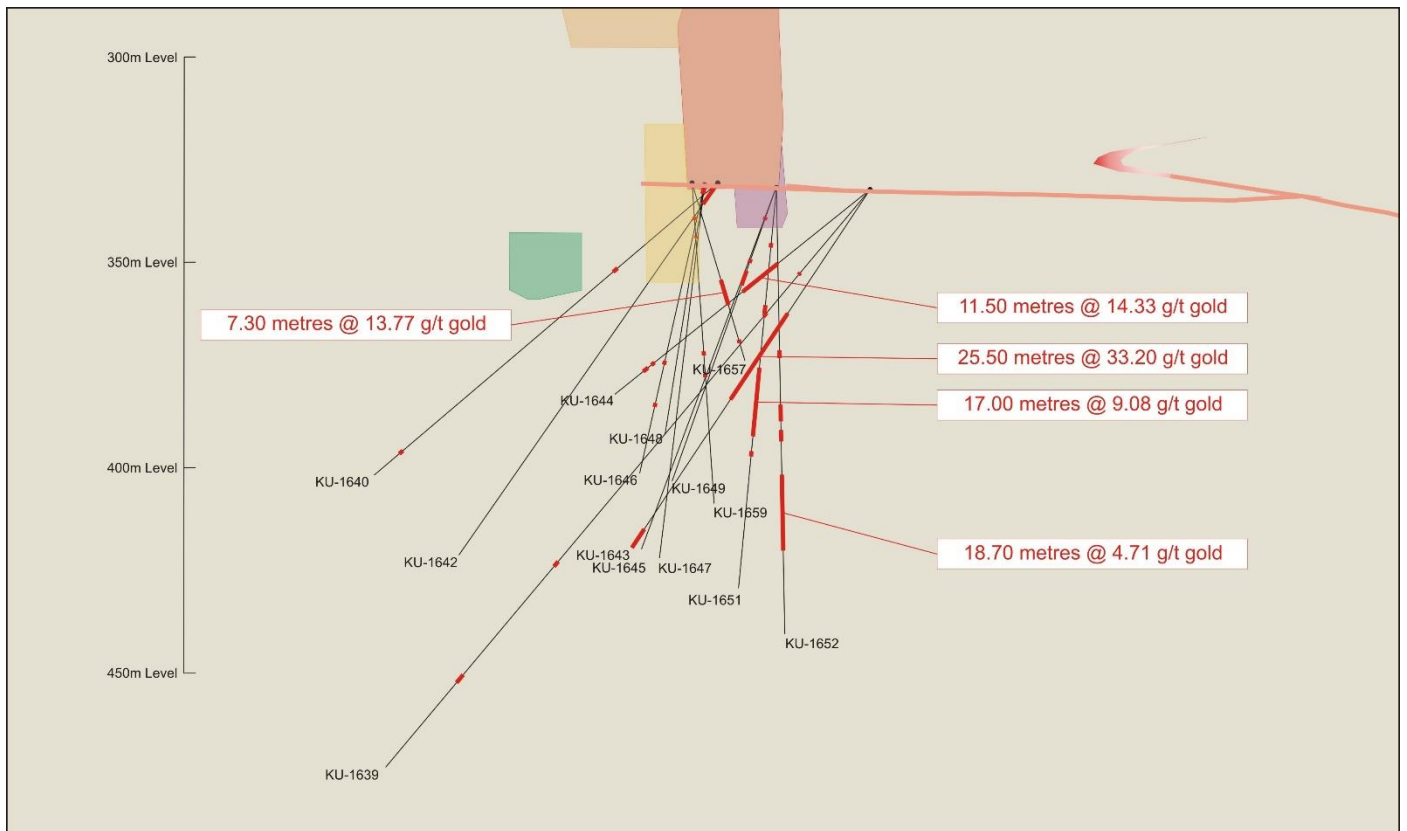 300m Level
350m Level
11.50 metres @ 14.33 g/t gold
7.30 metres @ 13.77 g/t gold
25.50 metres @ 33.20 g/t gold
KU-1657
KU-1644
17.00 metres @ 9.08 g/t gold
KU-1648
400m Level
KU-1640
KU-1646
KU-1649
KU-1659
18.70 metres @ 4.71 g/t gold
KU-1642
KU-1643
KU-1645
KU-1647
KU-1651
KU-1652
450m Level
KU-1639